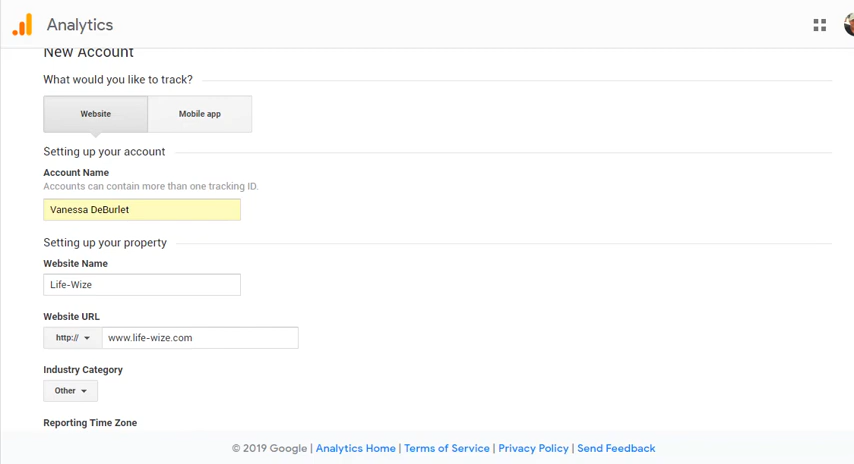 Analytics
New Account
What would you like to track?
Website Mobile app
Setting up your account
Account Name
Accounts can contain more than one tracking ID.
Vanessa DeBurlet
Setting up your property
Website Name
Life-Wize
Website URL
http:// www.life-wize.com
Industry Category
Other
Reporting Time Zone
© 2019 Google | Analytics Home | Terms of Service | Privacy Policy | Send Feedback